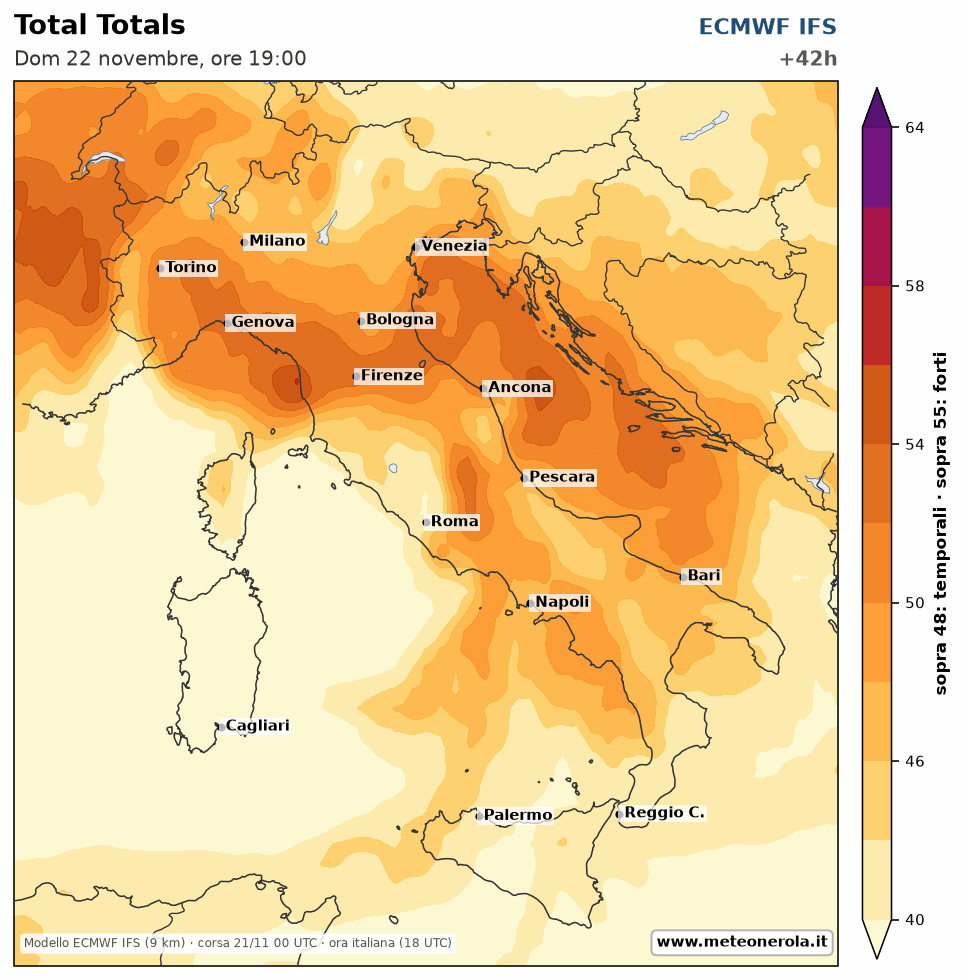 Total Totals
ECMWF IFS
Dom 22 novembre, ore 19:00
+42h
64
58
54
50
46
40
sopra 48: temporali · sopra 55: forti
Milano
Venezia
Torino
Genova
Bologna
Firenze
Ancona
Pescara
Roma
Bari
Napoli
Cagliari
Palermo
Reggio C.
Modello ECMWF IFS (9 km) · corsa 21/11 00 UTC · ora italiana (18 UTC)
www.meteonerola.it